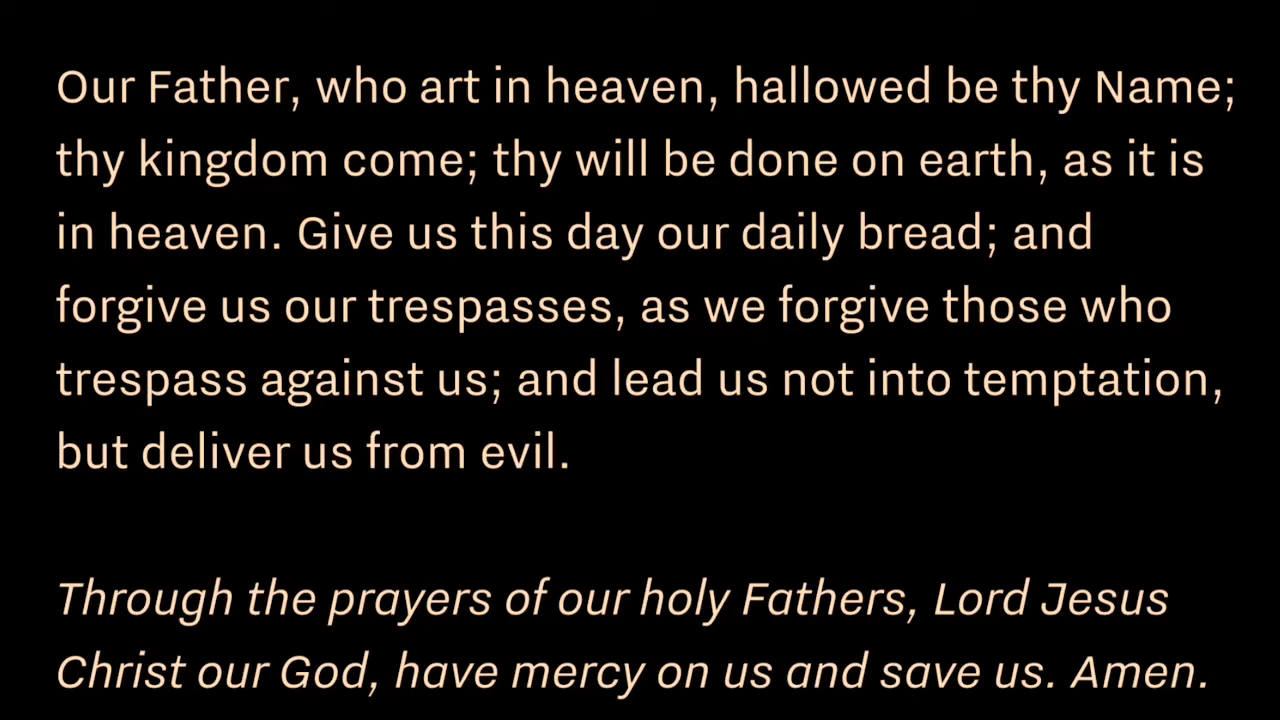 Our Father, who art in heaven, hallowed be thy Name;
thy kingdom come; thy will be done on earth, as it is
in heaven. Give us this day our daily bread; and
forgive us our trespasses, as we forgive those who
trespass against us; and lead us not into temptation,
but deliver us from evil.
Through the prayers of our holy Fathers, Lord Jesus
Christ our God, have mercy on us and save us. Amen.